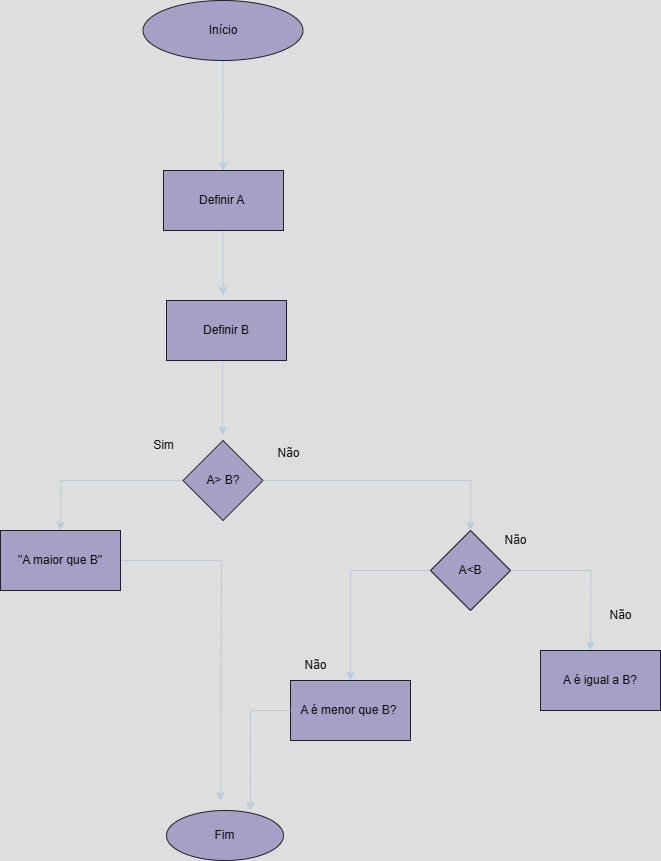 Início
Definir A
Definir B
Sim
Não
A> B?
"A maior que B"
Não
A<B
Não
Não
A é igual a B?
A é menor que B?
Fim